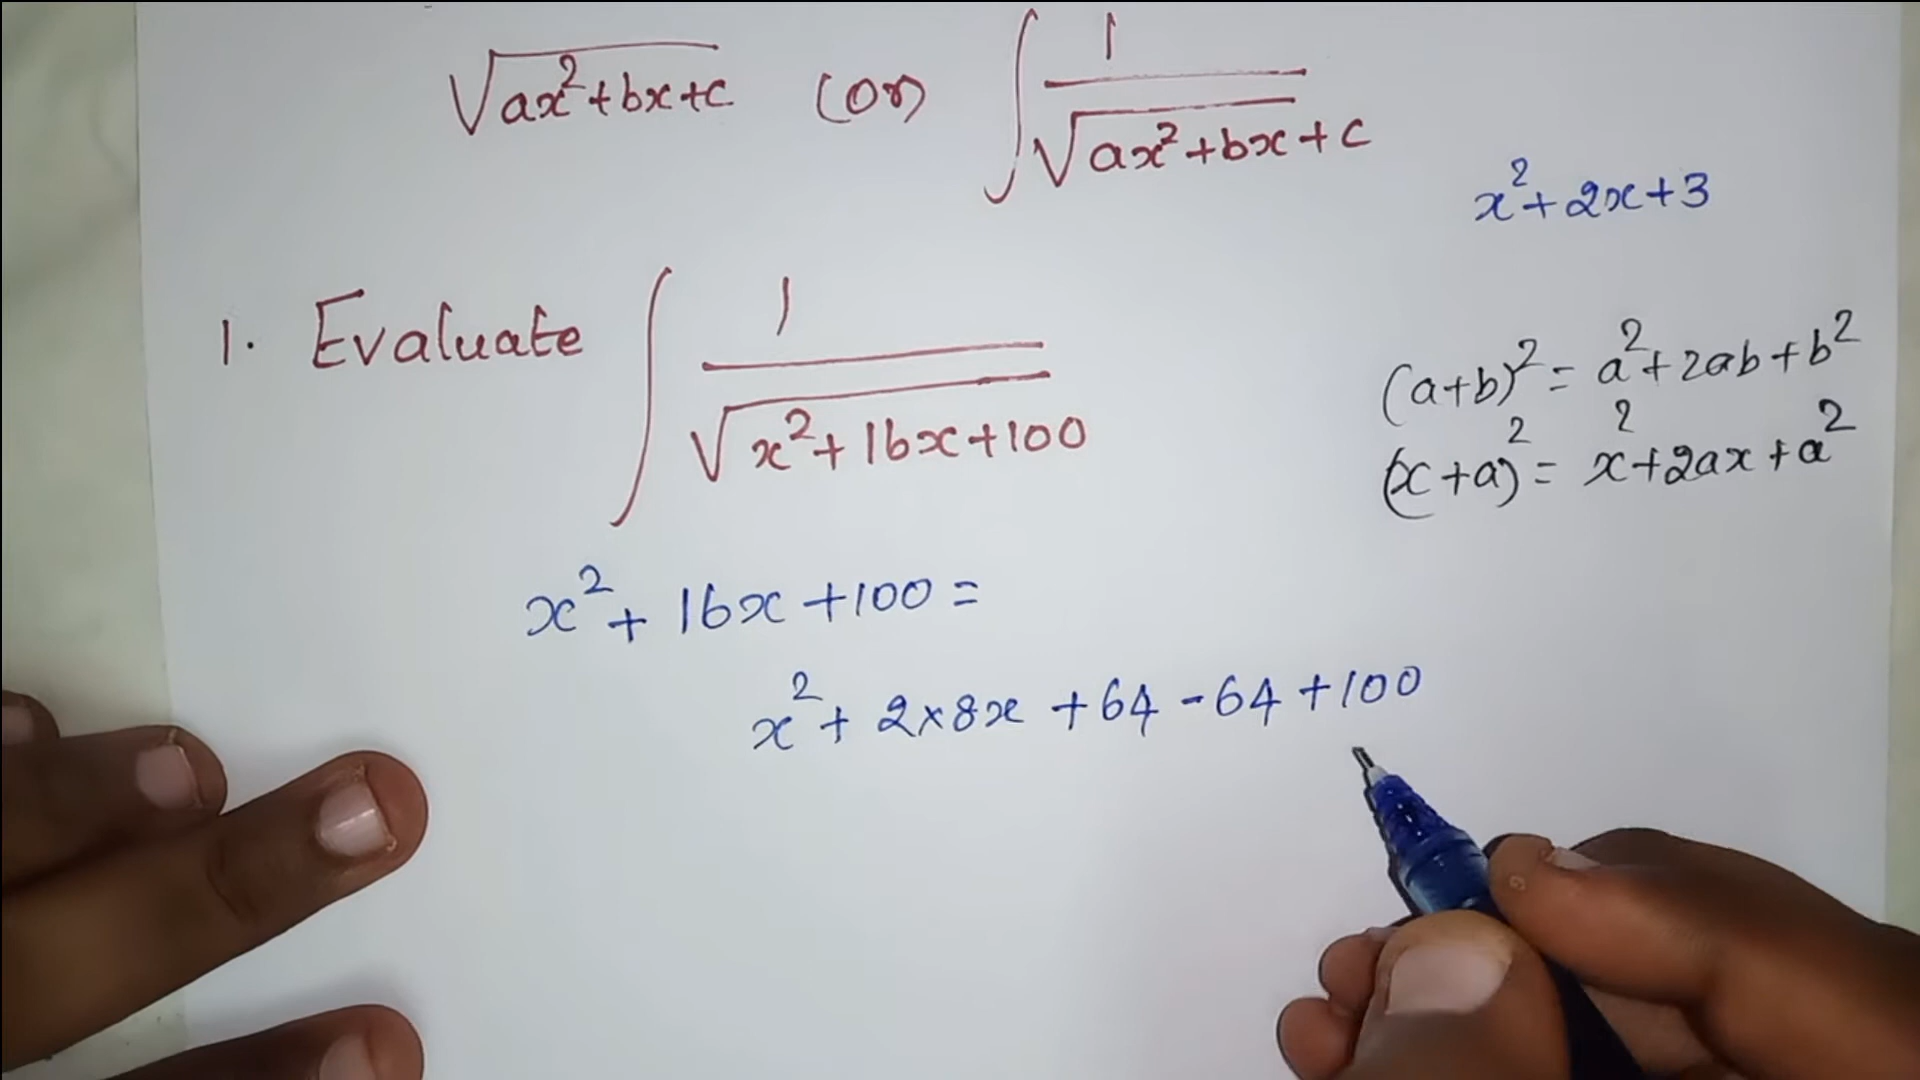 √ax²+bx+c (or) ∫ 1/√ax²+bx+c
x²+2x+3
1. Evaluate ∫ 1/√x²+16x+100
(a+b)² = a²+2ab+b²
(x+a)² = x²+2ax+a²
x²+16x+100 =
x²+2×8x+64-64+100